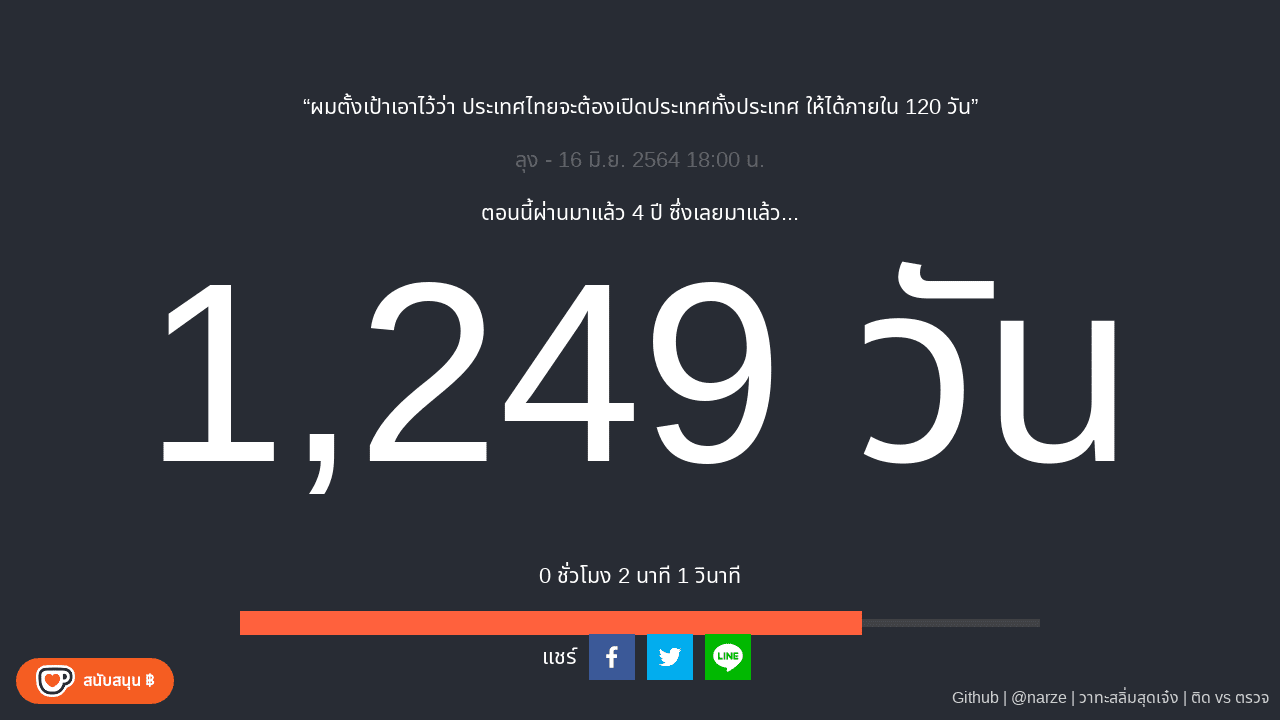 “ผมตั้งเป้าเอาไว้ว่า ประเทศไทยจะต้องเปิดประเทศทั้งประเทศ ให้ได้ภายใน 120 วัน”
ลุง - 16 มิ.ย. 2564 18:00 น.
ตอนนี้ผ่านมาแล้ว 4 ปี ซึ่งเลยมาแล้ว...
1,249 วัน
0 ชั่วโมง 2 นาที 1 วินาที
แชร์
LINE
สนับสนุน ฿
Github | @narze | วาทะสลิ่มสุดเจ๋ง | ติด vs ตรวจ